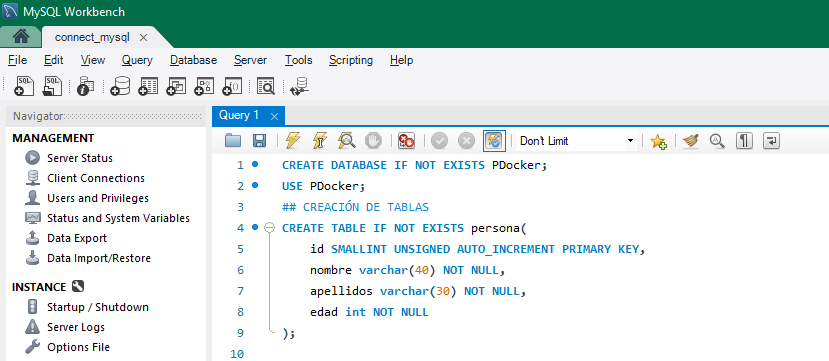 MySQL Workbench
connect_mysql
File Edit View Query Database Server Tools Scripting Help
SQL SQL
Navigator
MANAGEMENT
Server Status
Client Connections
Users and Privileges
Status and System Variables
Data Export
Data Import/Restore
INSTANCE
Startup / Shutdown
Server Logs
Options File
Query 1
Don't Limit
1 CREATE DATABASE IF NOT EXISTS PDocker;
2 USE PDocker;
3 ## CREACIÓN DE TABLAS
4 CREATE TABLE IF NOT EXISTS persona(
5 id SMALLINT UNSIGNED AUTO_INCREMENT PRIMARY KEY,
6 nombre varchar(40) NOT NULL,
7 apellidos varchar(30) NOT NULL,
8 edad int NOT NULL
9 );
10